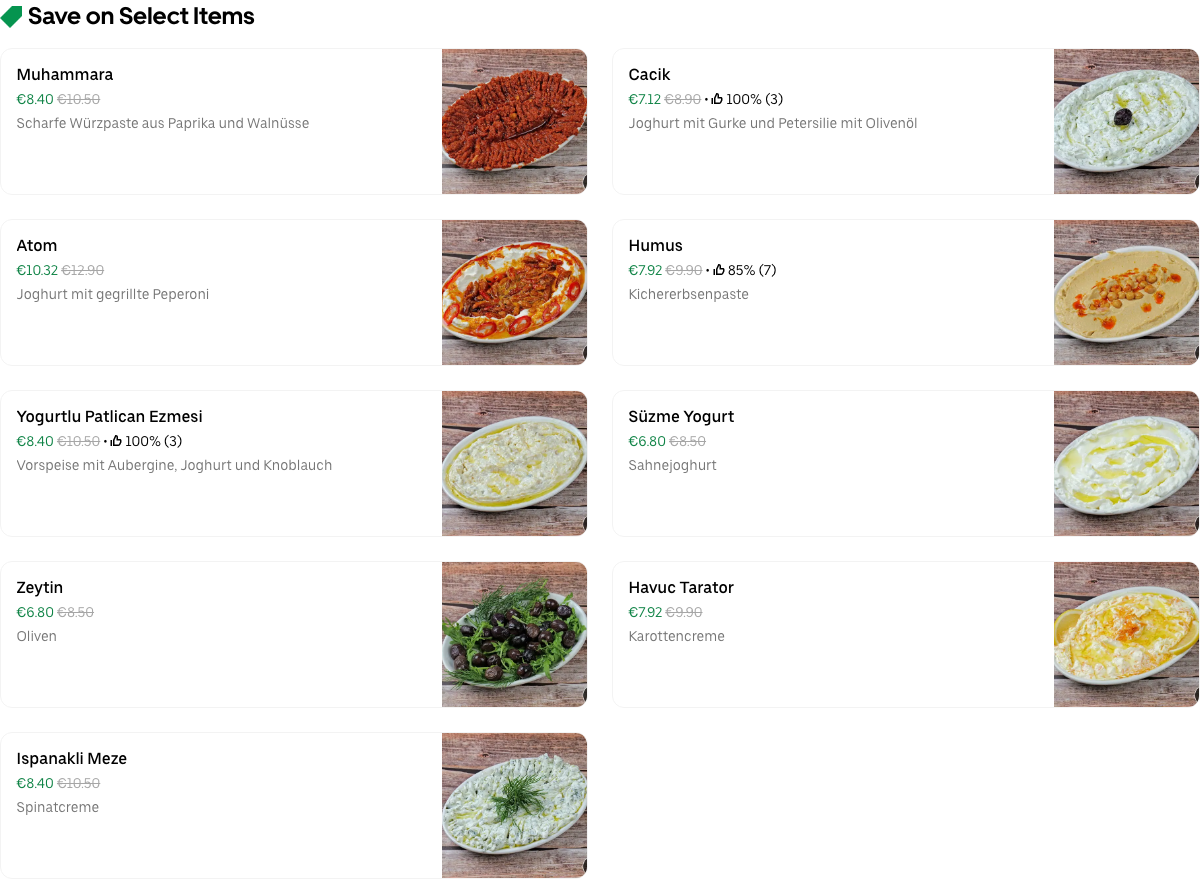 Save on Select Items
Muhammara
€8.40 €10.50
Scharfe Würzpaste aus Paprika und Walnüsse
Cacik
€7.12 €8.90 • 100% (3)
Joghurt mit Gurke und Petersilie mit Olivenöl
Atom
€10.32 €12.90
Joghurt mit gegrillte Peperoni
Humus
€7.92 €9.90 • 85% (7)
Kichererbsenpaste
Yogurtlu Patlican Ezmesi
€8.40 €10.50 • 100% (3)
Vorspeise mit Aubergine, Joghurt und Knoblauch
Süzme Yogurt
€6.80 €8.50
Sahnejoghurt
Zeytin
€6.80 €8.50
Oliven
Havuc Tarator
€7.92 €9.90
Karottencreme
Ispanakli Meze
€8.40 €10.50
Spinatcreme